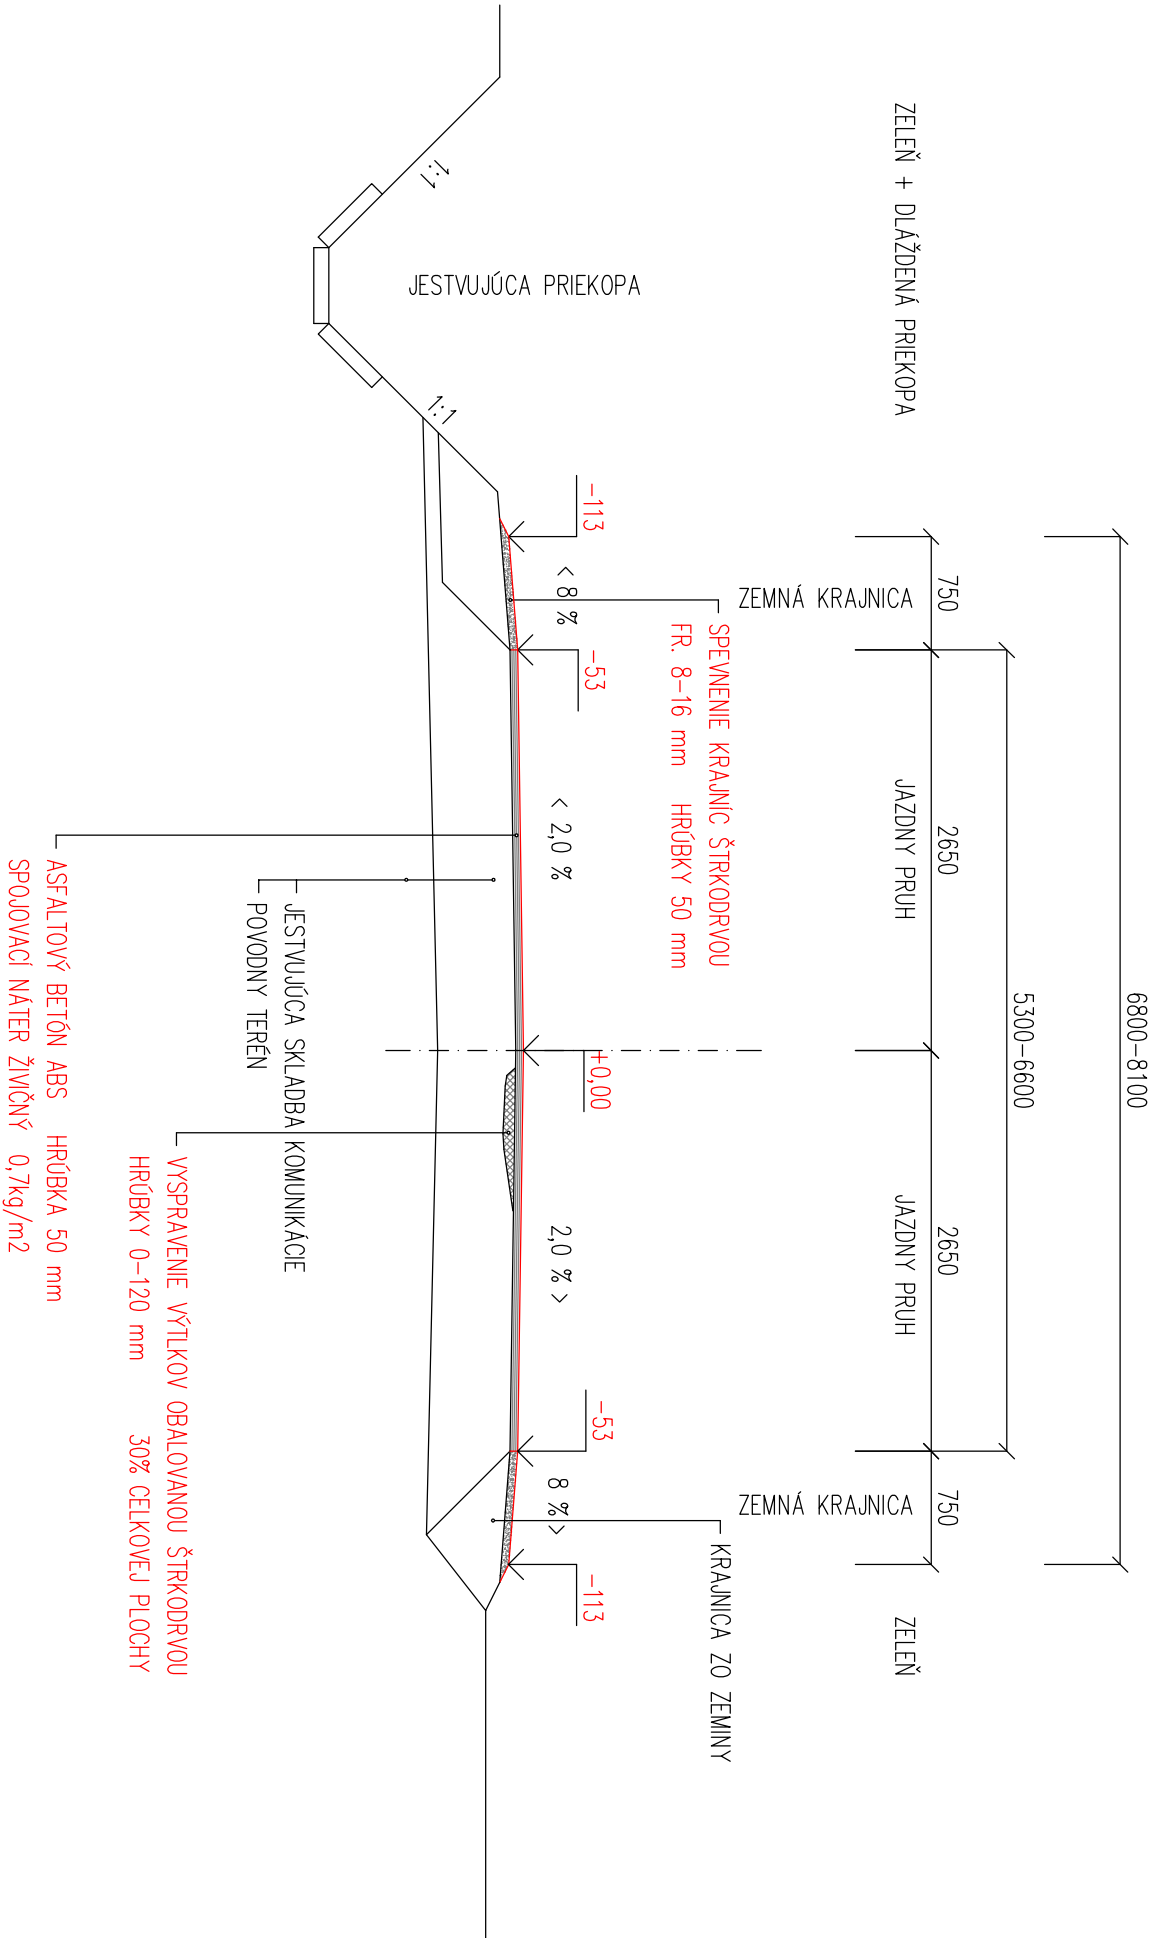 6800-8100
5300-6600
750
2650
2650
750
ZELEŇ + DLÁŽDENÁ PRIEKOPA
JAZDNY PRUH
JAZDNY PRUH
ZELEŇ
ZEMNÁ KRAJNICA
ZEMNÁ KRAJNICA
SPEVNENIE KRAJNÍC ŠTRKODRVOU
FR. 8-16 mm HRÚBKY 50 mm
KRAJNICA ZO ZEMINY
JESTVUJÚCA PRIEKOPA
-113
-53
+0,00
-53
-113
< 8 %
< 2,0 %
2,0 % >
8 % >
1:1
1:1
JESTVUJÚCA SKLADBA KOMUNIKÁCIE
POVODNY TERÉN
VYSPRAVENIE VÝTLKOV OBALOVANOU ŠTRKODRVOU
HRÚBKY 0-120 mm 30% CELKOVEJ PLOCHY
ASFALTOVÝ BETÓN ABS HRÚBKA 50 mm
SPOJOVACÍ NÁTER ŽIVIČNÝ 0,7kg/m2